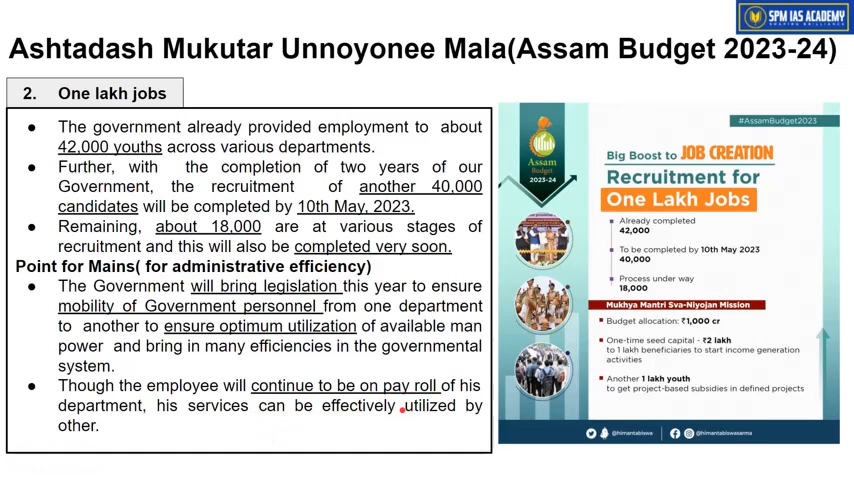 SPM IAS ACADEMY
SHAPING BRILLIANCE
Ashtadash Mukutar Unnoyonee Mala(Assam Budget 2023-24)
2. One lakh jobs
● The government already provided employment to about
42,000 youths across various departments.
● Further, with the completion of two years of our
Government, the recruitment of another 40,000
candidates will be completed by 10th May, 2023.
● Remaining, about 18,000 are at various stages of
recruitment and this will also be completed very soon.
Point for Mains( for administrative efficiency)
● The Government will bring legislation this year to ensure
mobility of Government personnel from one department
to another to ensure optimum utilization of available man
power and bring in many efficiencies in the governmental
system.
● Though the employee will continue to be on pay roll of his
department, his services can be effectively utilized by
other.
#AssamBudget2023
Assam
Budget
2023-24
Big Boost to JOB CREATION
Recruitment for
One Lakh Jobs
Already completed
42,000
To be completed by 10th May 2023
40,000
Process under way
18,000
Mukhya Mantri Sva-Niyojan Mission
Budget allocation: ₹1,000 cr
One-time seed capital - ₹2 lakh
to 1 lakh beneficiaries to start income generation
activities
Another 1 lakh youth
to get project-based subsidies in defined projects
@himantabiswa
@himantabiswasarma